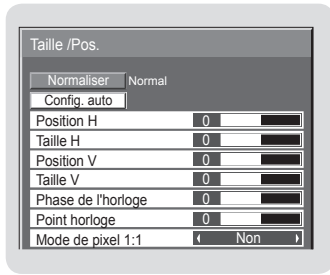 Taille /Pos.
Normaliser Normal
Config. auto
Position H 0
Taille H 0
Position V 0
Taille V 0
Phase de l'horloge 0
Point horloge 0
Mode de pixel 1:1 Non